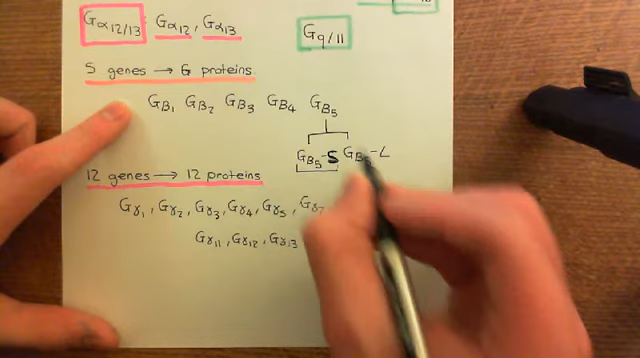 Gα12/13 : Gα12, Gα13
Gq/11
5 genes → 6 proteins
Gβ1 Gβ2 Gβ3 Gβ4 Gβ5
Gβ5-S Gβ5-L
12 genes → 12 proteins
Gγ1, Gγ2, Gγ3, Gγ4, Gγ5, Gγ7
Gγ11, Gγ12, Gγ13